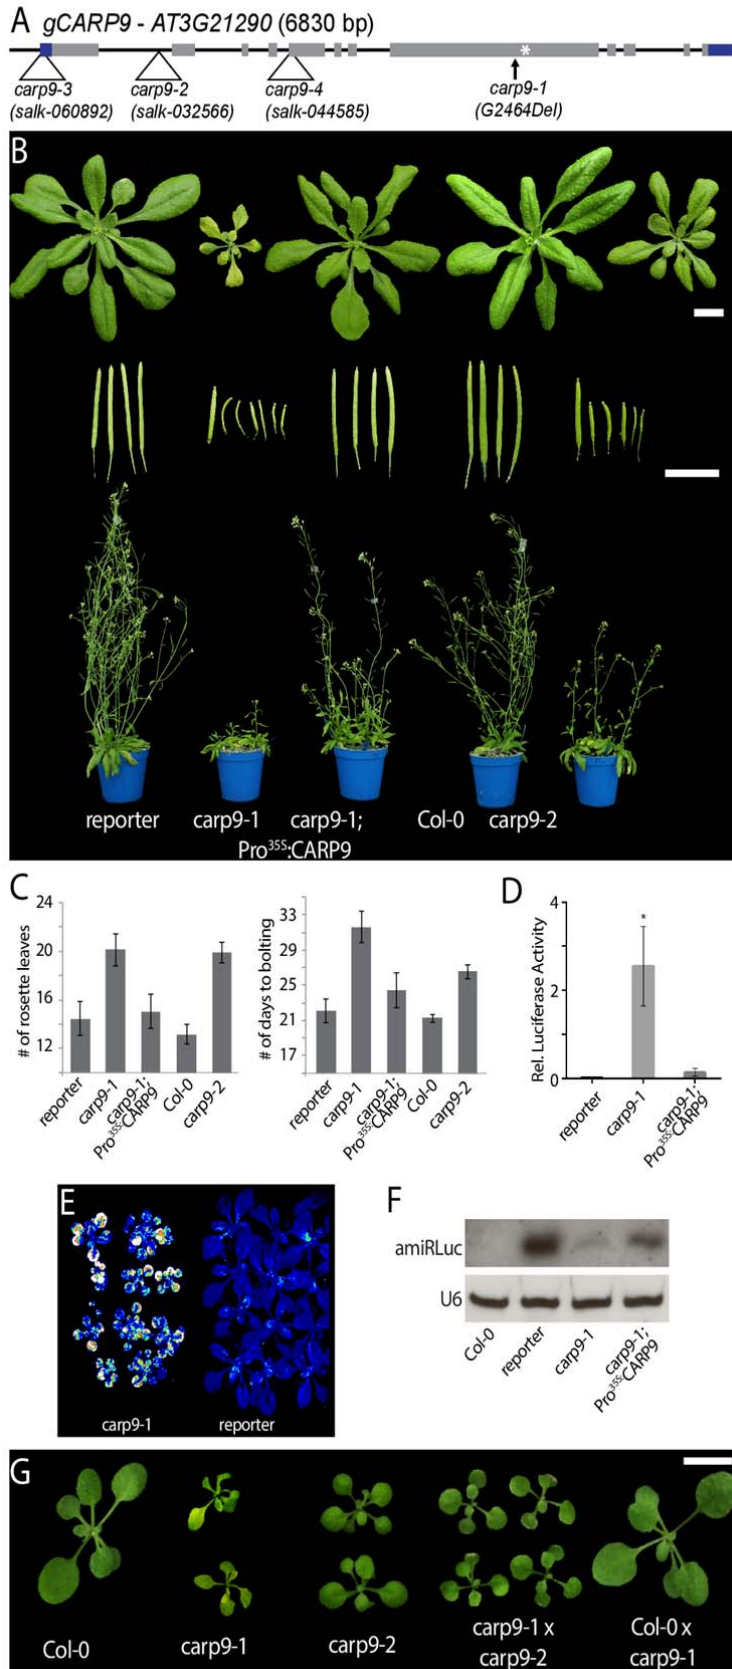 A gCARP9 - AT3G21290 (6830 bp)
*
carp9-3 carp9-2 carp9-4 carp9-1
(salk-060892) (salk-032566) (salk-044585) (G2464Del)
B
reporter carp9-1 carp9-1; Col-0 carp9-2
Pro35S:CARP9
C
# of rosette leaves
20
16
12
reporter
carp9-1
carp9-1;
Pro35S:CARP9
Col-0
carp9-2
# of days to bolting
33
29
25
21
17
reporter
carp9-1
carp9-1;
Pro35S:CARP9
Col-0
carp9-2
D
Rel. Luciferase Activity
4
2
0
*
reporter
carp9-1
carp9-1;
Pro35S:CARP9
E
carp9-1 reporter
F
amiRLuc
U6
Col-0
reporter
carp9-1
carp9-1;
Pro35S:CARP9
G
Col-0 carp9-1 carp9-2 carp9-1 x Col-0 x
carp9-2 carp9-1